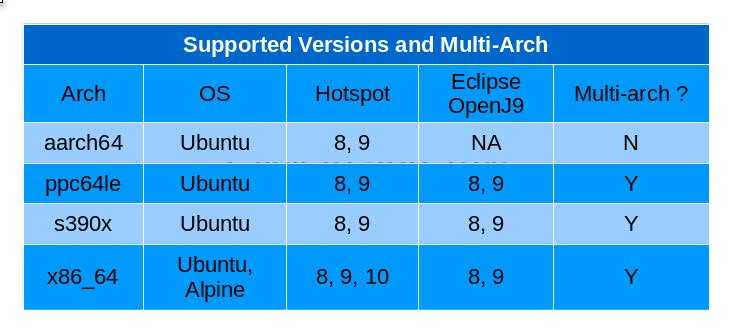 Supported Versions and Multi-Arch
Arch OS Hotspot Eclipse OpenJ9 Multi-arch ?
aarch64 Ubuntu 8, 9 NA N
ppc64le Ubuntu 8, 9 8, 9 Y
s390x Ubuntu 8, 9 8, 9 Y
x86_64 Ubuntu, Alpine 8, 9, 10 8, 9 Y